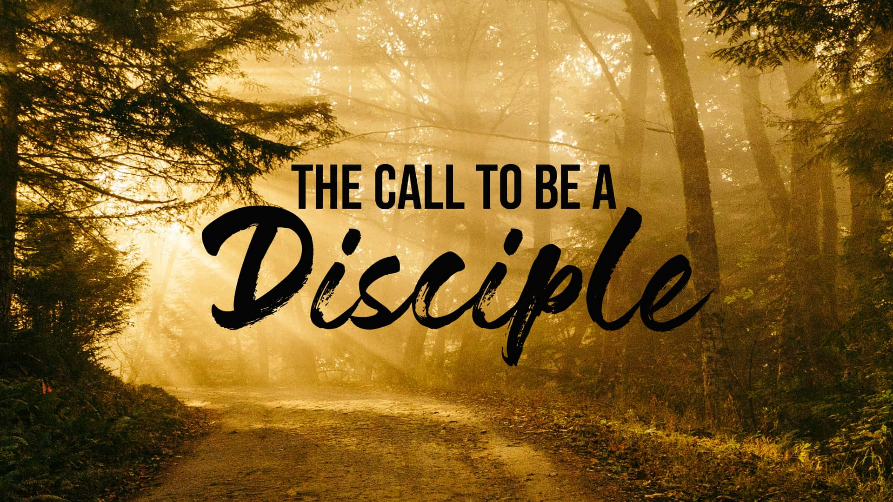 THE CALL TO BE A
Disciple